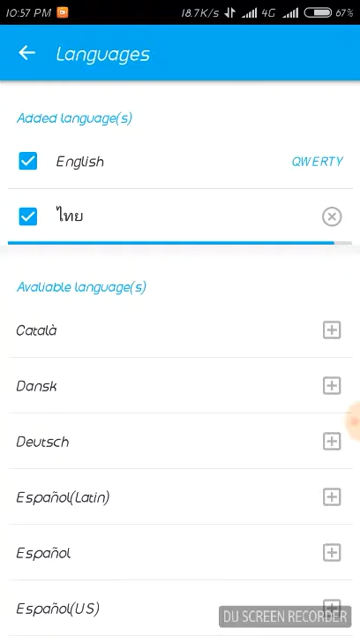 10:57 PM 18.7K/s 4G 67%
Languages
Added language(s)
English QWERTY
ไทย
Avaliable language(s)
Català
Dansk
Deutsch
Español(Latin)
Español
Español(US)
DU SCREEN RECORDER